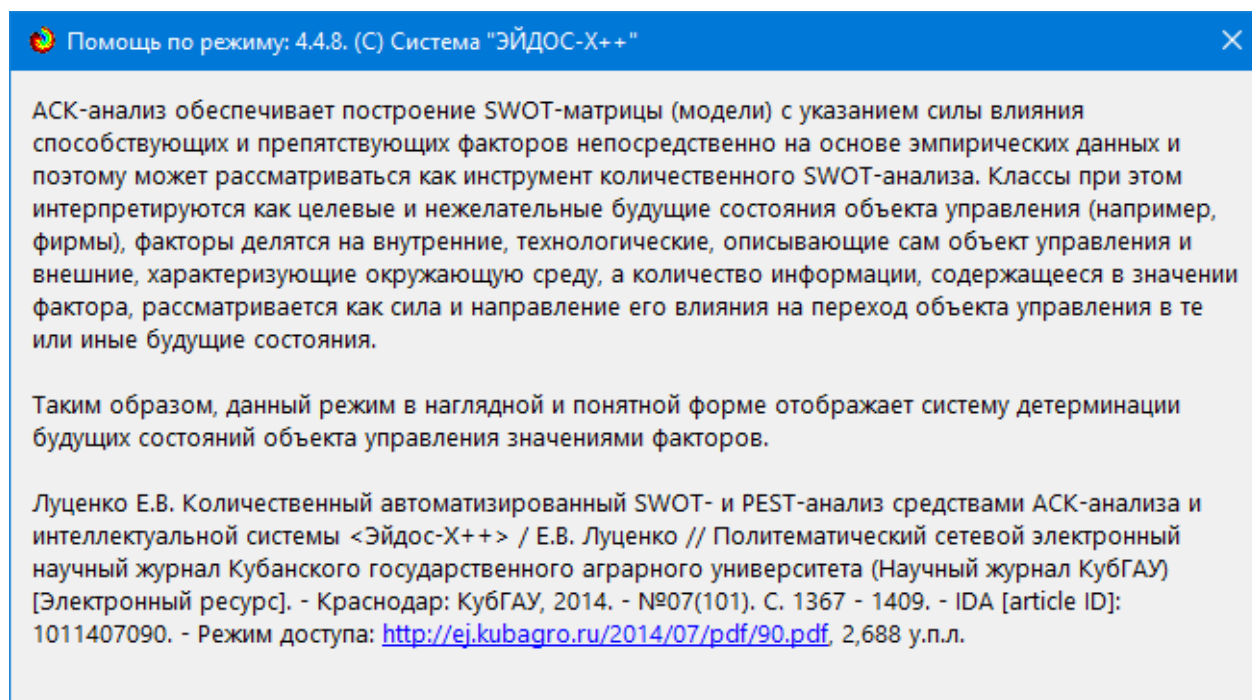 Помощь по режиму: 4.4.8. (C) Система "ЭЙДОС-X++"
АСК-анализ обеспечивает построение SWOT-матрицы (модели) с указанием силы влияния
способствующих и препятствующих факторов непосредственно на основе эмпирических данных и
поэтому может рассматриваться как инструмент количественного SWOT-анализа. Классы при этом
интерпретируются как целевые и нежелательные будущие состояния объекта управления (например,
фирмы), факторы делятся на внутренние, технологические, описывающие сам объект управления и
внешние, характеризующие окружающую среду, а количество информации, содержащееся в значении
фактора, рассматривается как сила и направление его влияния на переход объекта управления в те
или иные будущие состояния.
Таким образом, данный режим в наглядной и понятной форме отображает систему детерминации
будущих состояний объекта управления значениями факторов.
Луценко Е.В. Количественный автоматизированный SWOT- и PEST-анализ средствами АСК-анализа и
интеллектуальной системы <Эйдос-X++> / Е.В. Луценко // Политематический сетевой электронный
научный журнал Кубанского государственного аграрного университета (Научный журнал КубГАУ)
[Электронный ресурс]. - Краснодар: КубГАУ, 2014. - №07(101). С. 1367 - 1409. - IDA [article ID]:
1011407090. - Режим доступа: http://ej.kubagro.ru/2014/07/pdf/90.pdf, 2,688 у.п.л.